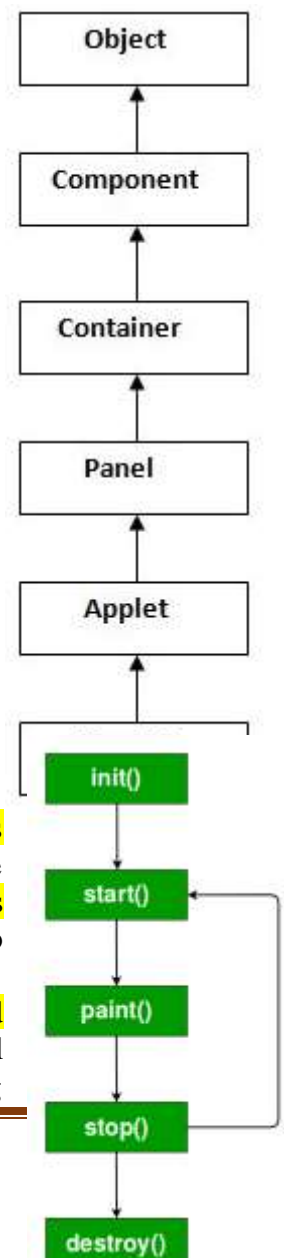 Object
Component
Container
Panel
Applet
init()
start()
paint()
stop()
destroy()